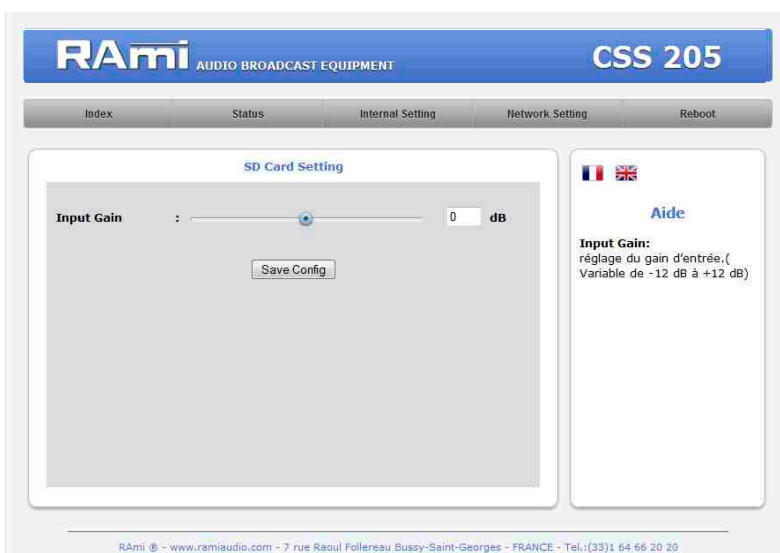 RAmi AUDIO BROADCAST EQUIPMENT CSS 205
Index Status Internal Setting Network Setting Reboot
SD Card Setting
Input Gain : 0 dB
Save Config
Aide
Input Gain:
réglage du gain d'entrée.(
Variable de -12 dB à +12 dB)
RAmi ® - www.ramiaudio.com - 7 rue Raoul Follereau Bussy-Saint-Georges - FRANCE - Tel.:(33)1 64 66 20 20